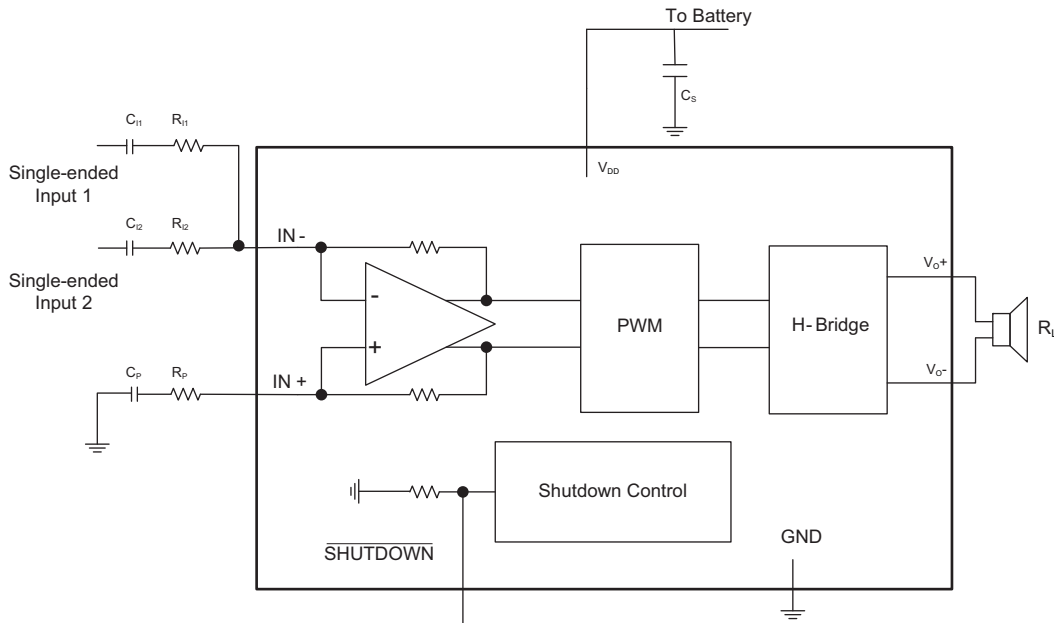 To Battery
C_S
C_I1
R_I1
Single-ended
Input 1
V_DD
C_I2
R_I2
IN -
Single-ended
Input 2
-
+
PWM
H-Bridge
V_O+
R_L
V_O-
C_P
R_P
IN +
Shutdown Control
SHUTDOWN
GND